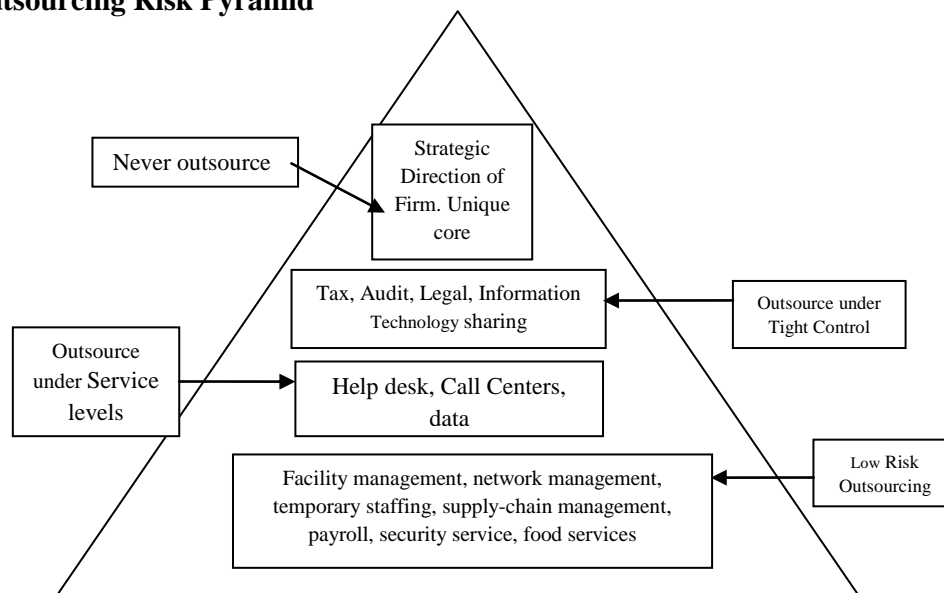 tsourcing Risk Pyramid
Never outsource
Strategic
Direction of
Firm. Unique
core
Tax, Audit, Legal, Information
Technology sharing
Outsource under
Tight Control
Outsource
under Service
levels
Help desk, Call Centers,
data
Facility management, network management,
temporary staffing, supply-chain management,
payroll, security service, food services
Low Risk
Outsourcing